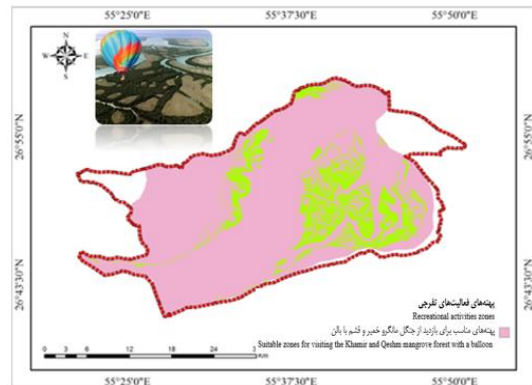 55°25'0"E 55°37'30"E 55°50'0"E
N
W E
S
26°55'0"N 26°55'0"N
26°43'30"N 26°43'30"N
پهنه‌های فعالیت‌های تفرجی
Recreational activities zones
پهنه‌های مناسب برای بازدید از جنگل مانگرو خمیر و قشم با بالن
Suitable zones for visiting the Khamir and Qeshm mangrove forest with a balloon
0 3 6 12 18 24
55°25'0"E 55°37'30"E 55°50'0"E